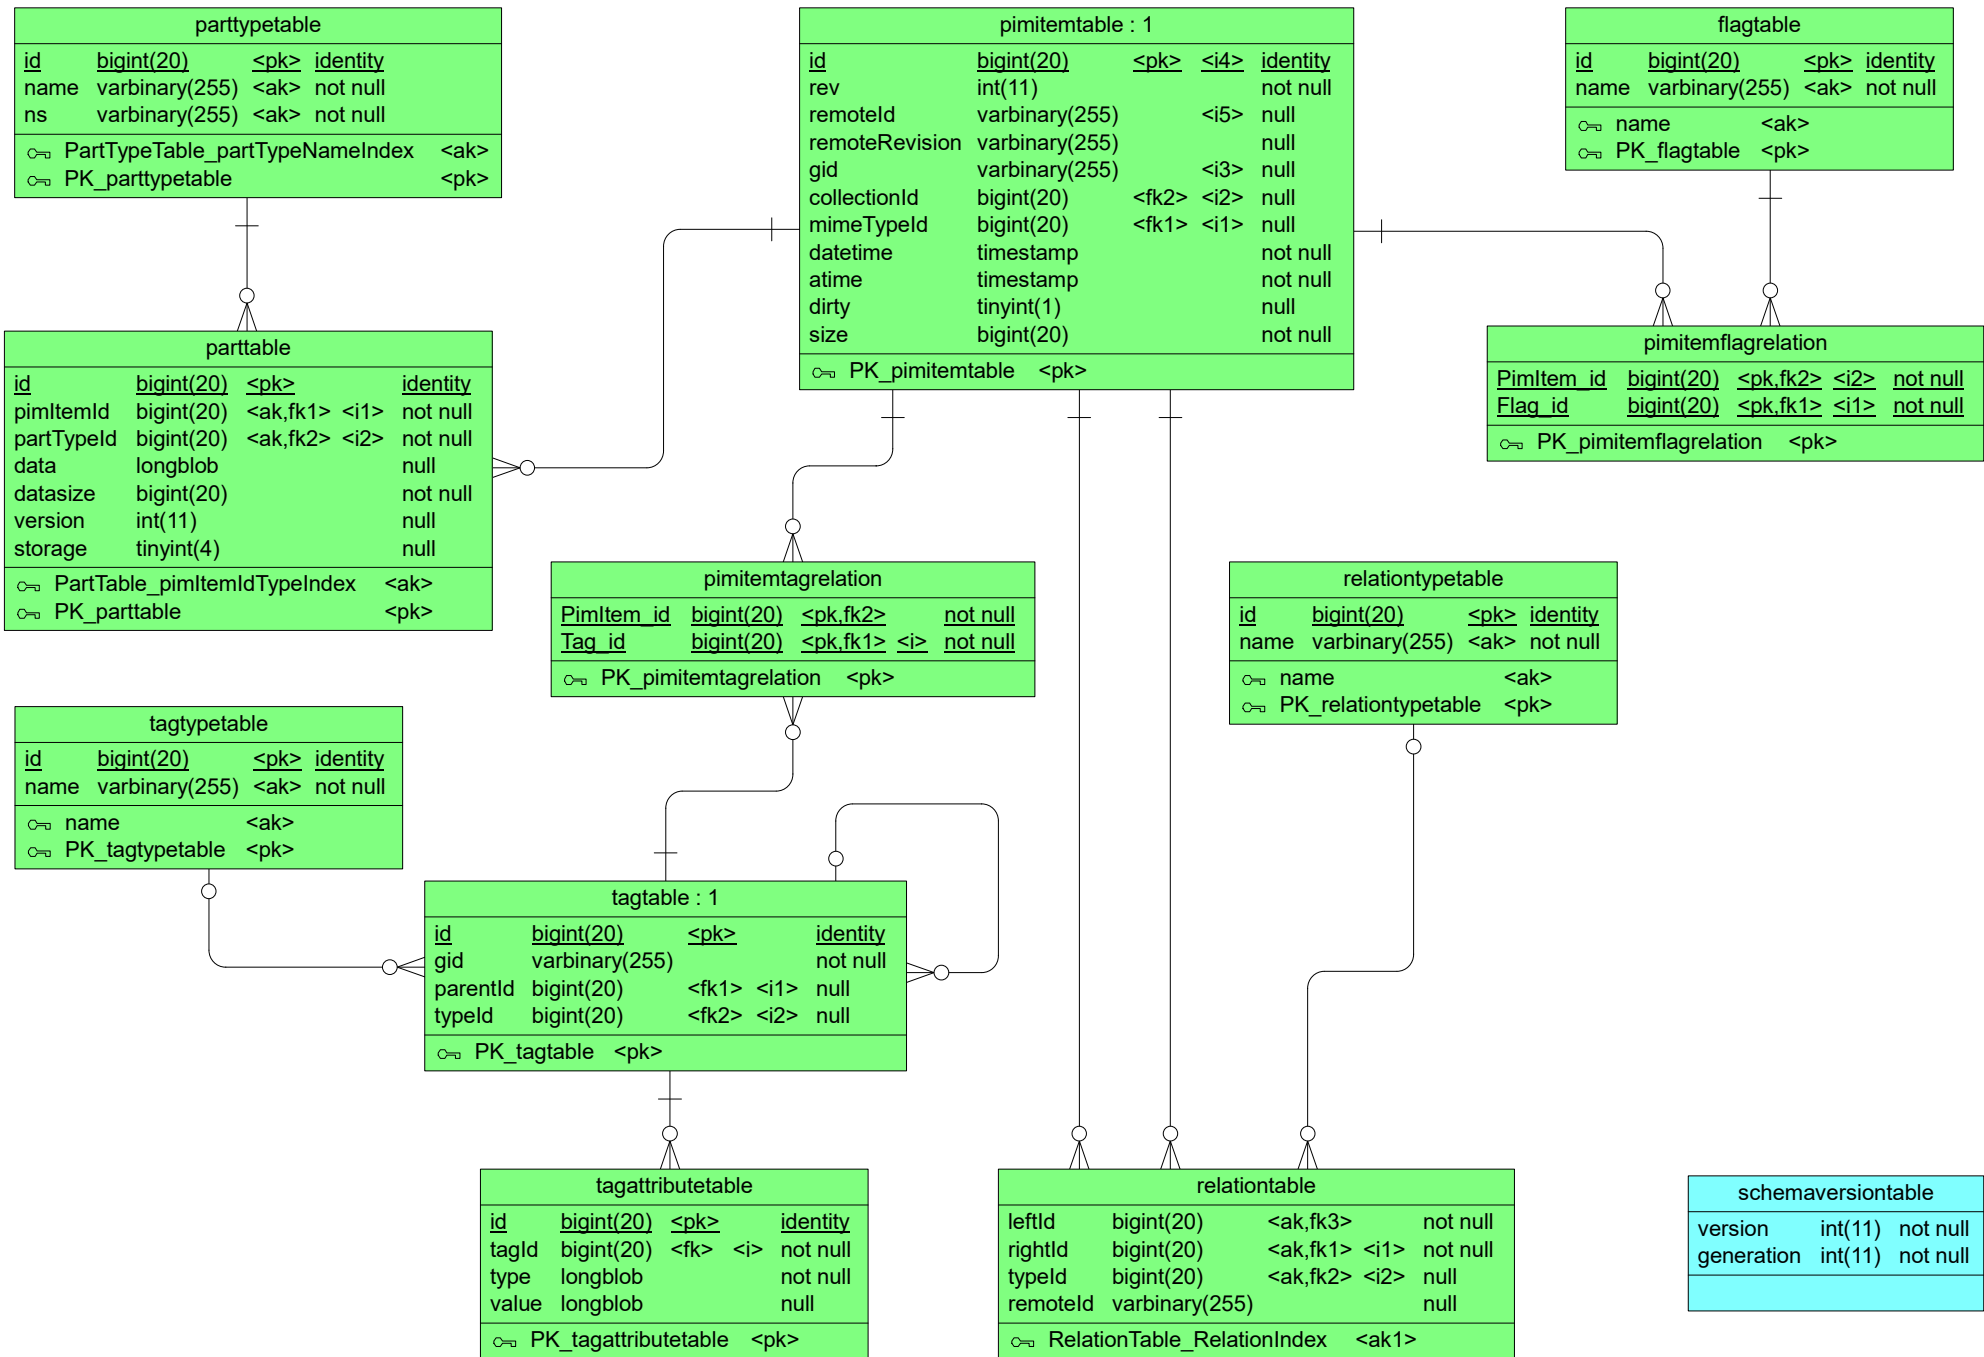 parttypetable
id bigint(20) <pk> identity
name varbinary(255) <ak> not null
ns varbinary(255) <ak> not null
PartTypeTable_partTypeNameIndex <ak>
PK_parttypetable <pk>
pimitemtable : 1
id bigint(20) <pk> <i4> identity
rev int(11) not null
remoteId varbinary(255) <i5> null
remoteRevision varbinary(255) null
gid varbinary(255) <i3> null
collectionId bigint(20) <fk2> <i2> null
mimeTypeId bigint(20) <fk1> <i1> null
datetime timestamp not null
atime timestamp not null
dirty tinyint(1) null
size bigint(20) not null
PK_pimitemtable <pk>
flagtable
id bigint(20) <pk> identity
name varbinary(255) <ak> not null
name <ak>
PK_flagtable <pk>
parttable
id bigint(20) <pk> identity
pimItemId bigint(20) <ak,fk1> <i1> not null
partTypeId bigint(20) <ak,fk2> <i2> not null
data longblob null
datasize bigint(20) not null
version int(11) null
storage tinyint(4) null
PartTable_pimItemIdTypeIndex <ak>
PK_parttable <pk>
pimitemflagrelation
PimItem_id bigint(20) <pk,fk2> <i2> not null
Flag_id bigint(20) <pk,fk1> <i1> not null
PK_pimitemflagrelation <pk>
pimitemtagrelation
PimItem_id bigint(20) <pk,fk2> not null
Tag_id bigint(20) <pk,fk1> <i> not null
PK_pimitemtagrelation <pk>
relationtypetable
id bigint(20) <pk> identity
name varbinary(255) <ak> not null
name <ak>
PK_relationtypetable <pk>
tagtypetable
id bigint(20) <pk> identity
name varbinary(255) <ak> not null
name <ak>
PK_tagtypetable <pk>
tagtable : 1
id bigint(20) <pk> identity
gid varbinary(255) not null
parentId bigint(20) <fk1> <i1> null
typeId bigint(20) <fk2> <i2> null
PK_tagtable <pk>
tagattributetable
id bigint(20) <pk> identity
tagId bigint(20) <fk> <i> not null
type longblob not null
value longblob null
PK_tagattributetable <pk>
relationtable
leftId bigint(20) <ak,fk3> not null
rightId bigint(20) <ak,fk1> <i1> not null
typeId bigint(20) <ak,fk2> <i2> null
remoteId varbinary(255) null
RelationTable_RelationIndex <ak1>
schemaversiontable
version int(11) not null
generation int(11) not null